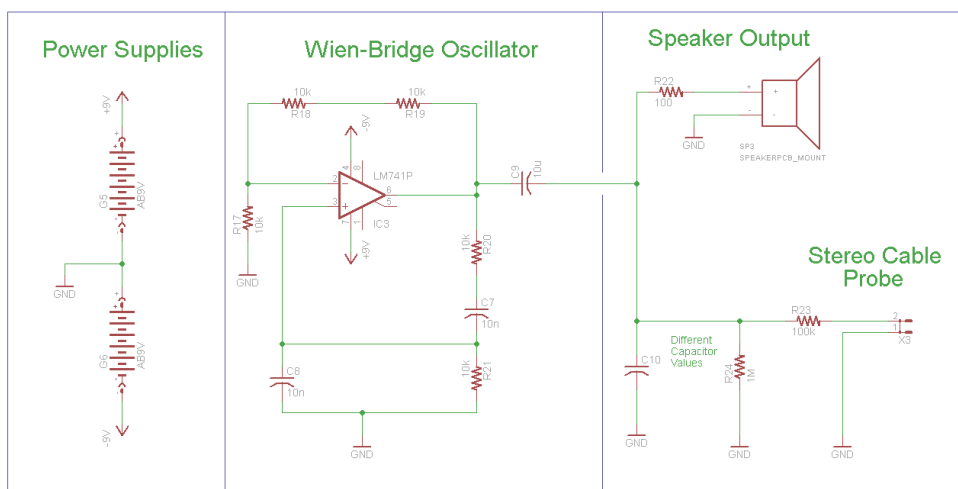 Power Supplies
+9V
+
+
G5
AB9V
-
-
GND
+
+
G6
AB9V
-
-
-9V
Wien-Bridge Oscillator
10k
R18
10k
R19
-9V
4
8
LM741P
2
-
6
3
+
5
7
1
IC3
+9V
R17
10k
GND
C9
10u
10k
R20
C7
10n
10k
R21
C8
10n
GND
Speaker Output
R22
100
+
+
-
-
GND
SP3
SPEAKERPCB_MOUNT
Stereo Cable
Probe
R23
100k
2
1
X3
Different
Capacitor
Values
C10
R24
1M
GND
GND
GND